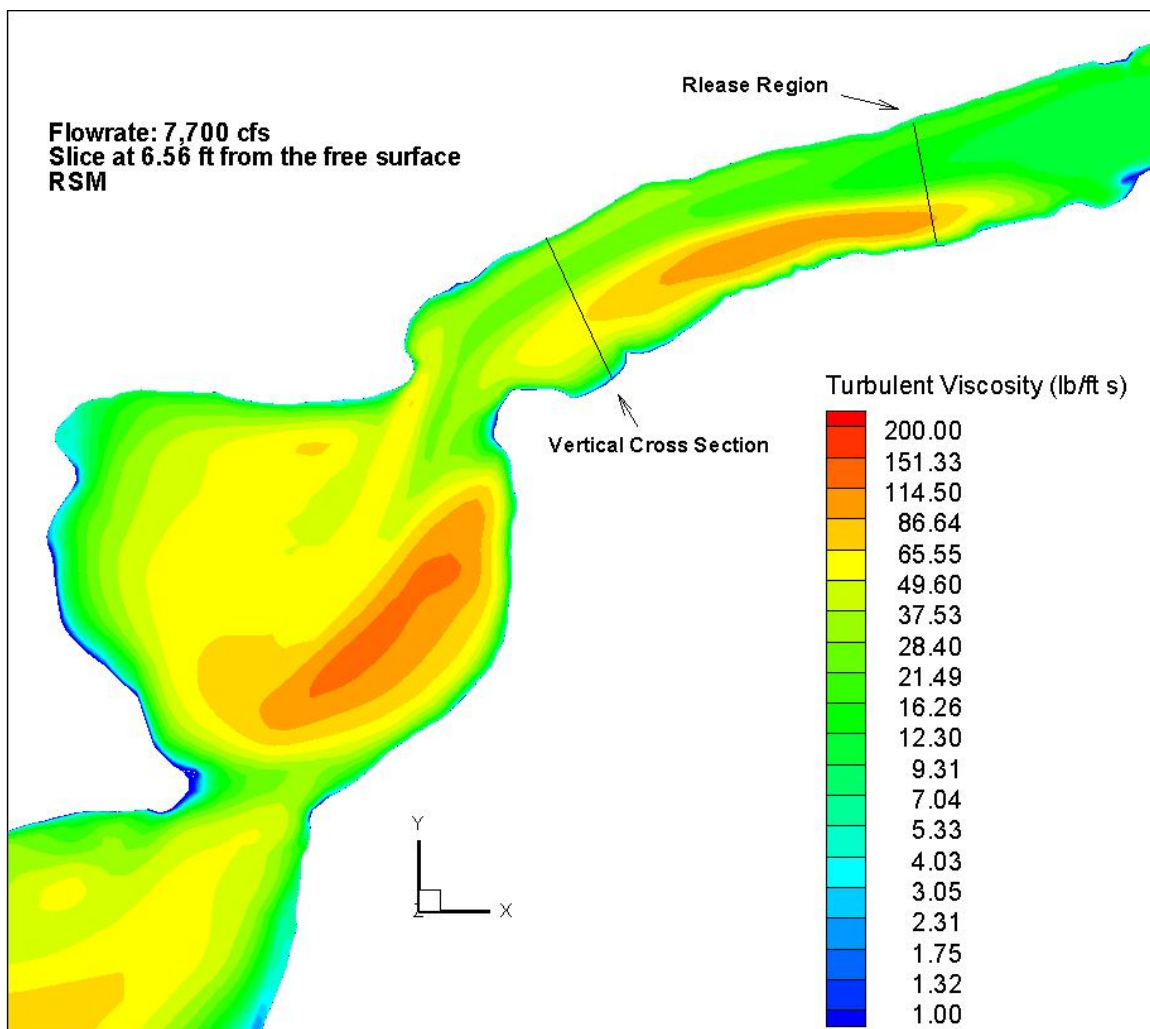 Rlease Region
Flowrate: 7,700 cfs
Slice at 6.56 ft from the free surface
RSM
Vertical Cross Section
Turbulent Viscosity (lb/ft s)
200.00
151.33
114.50
86.64
65.55
49.60
37.53
28.40
21.49
16.26
12.30
9.31
7.04
5.33
4.03
3.05
2.31
1.75
1.32
1.00
Y
Z
X